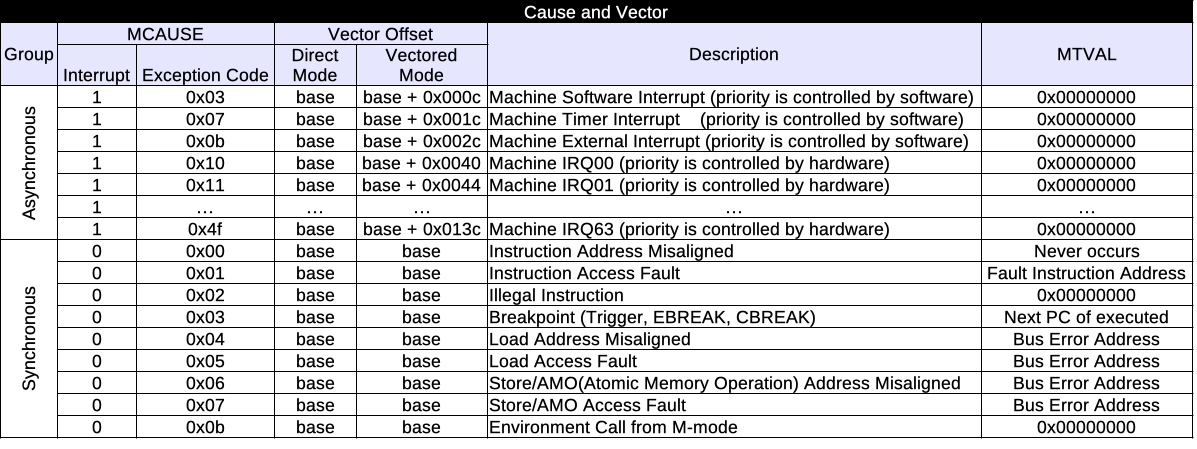 Cause and Vector
Group MCAUSE Vector Offset Description MTVAL
Interrupt Exception Code Direct Mode Vectored Mode
Asynchronous
1 0x03 base base + 0x000c Machine Software Interrupt (priority is controlled by software) 0x00000000
1 0x07 base base + 0x001c Machine Timer Interrupt (priority is controlled by software) 0x00000000
1 0x0b base base + 0x002c Machine External Interrupt (priority is controlled by software) 0x00000000
1 0x10 base base + 0x0040 Machine IRQ00 (priority is controlled by hardware) 0x00000000
1 0x11 base base + 0x0044 Machine IRQ01 (priority is controlled by hardware) 0x00000000
1 … … … … …
1 0x4f base base + 0x013c Machine IRQ63 (priority is controlled by hardware) 0x00000000
Synchronous
0 0x00 base base Instruction Address Misaligned Never occurs
0 0x01 base base Instruction Access Fault Fault Instruction Address
0 0x02 base base Illegal Instruction 0x00000000
0 0x03 base base Breakpoint (Trigger, EBREAK, CBREAK) Next PC of executed
0 0x04 base base Load Address Misaligned Bus Error Address
0 0x05 base base Load Access Fault Bus Error Address
0 0x06 base base Store/AMO(Atomic Memory Operation) Address Misaligned Bus Error Address
0 0x07 base base Store/AMO Access Fault Bus Error Address
0 0x0b base base Environment Call from M-mode 0x00000000